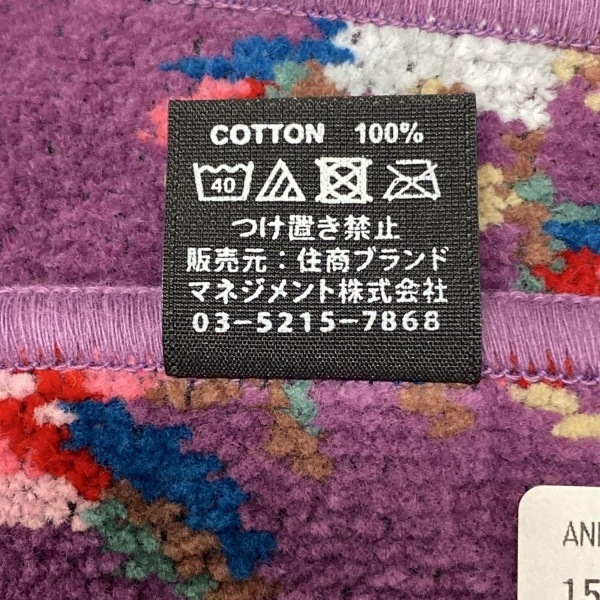 COTTON 100%
40
つけ置き禁止
販売元：住商ブランド
マネジメント株式会社
03-5215-7868
15